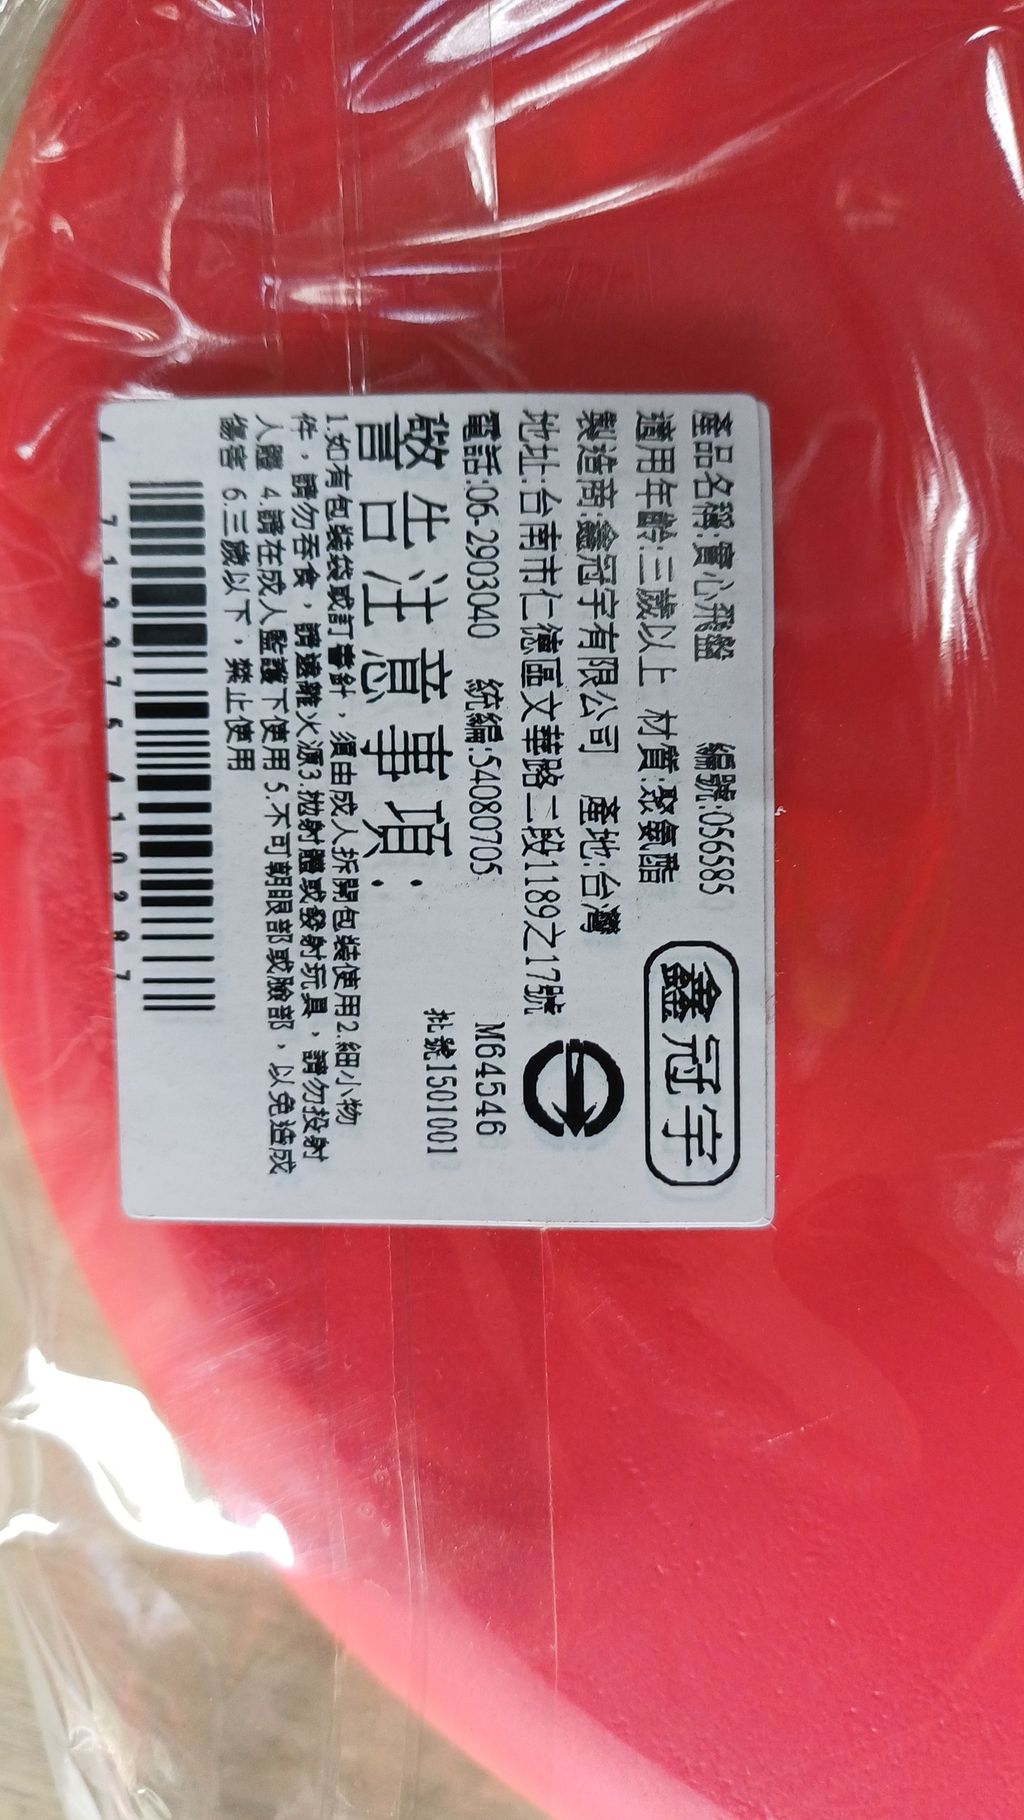 產品名稱:實心飛盤 編號:056585
適用年齡:三歲以上 材質:聚氨酯
製造商:鑫冠宇有限公司 產地:台灣
地址:台南市仁德區文華路二段1189之17號
電話:06-2903040 統編:54080705
鑫冠宇
M64546
批號1501001
警告注意事項:
1.如有包裝袋或訂書針，須由成人拆開包裝使用2.細小物
件，請勿吞食，請遠離火源3.拋射體或發射玩具，請勿投射
人體 4.請在成人監護下使用 5.不可朝眼部或臉部，以免造成
傷害 6.三歲以下，禁止使用